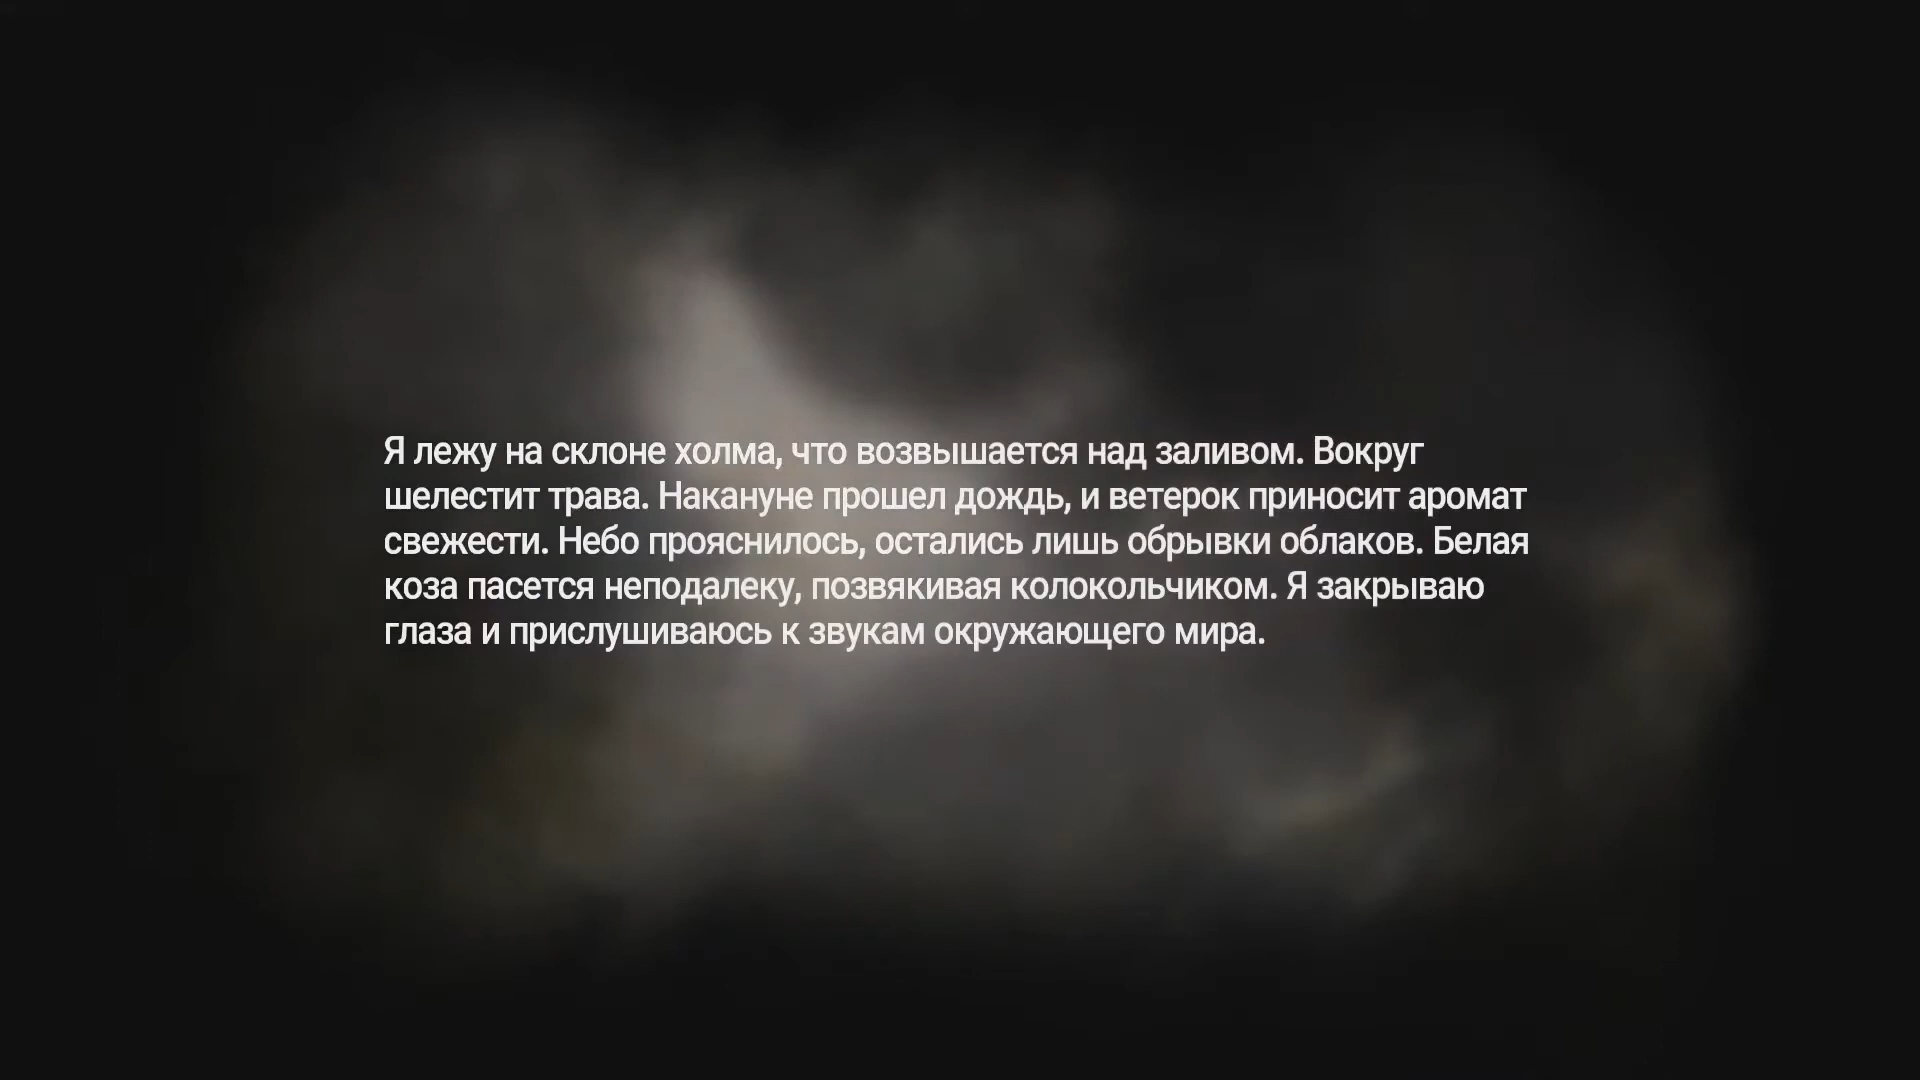 Я лежу на склоне холма, что возвышается над заливом. Вокруг
шелестит трава. Накануне прошел дождь, и ветерок приносит аромат
свежести. Небо прояснилось, остались лишь обрывки облаков. Белая
коза пасется неподалеку, позвякивая колокольчиком. Я закрываю
глаза и прислушиваюсь к звукам окружающего мира.